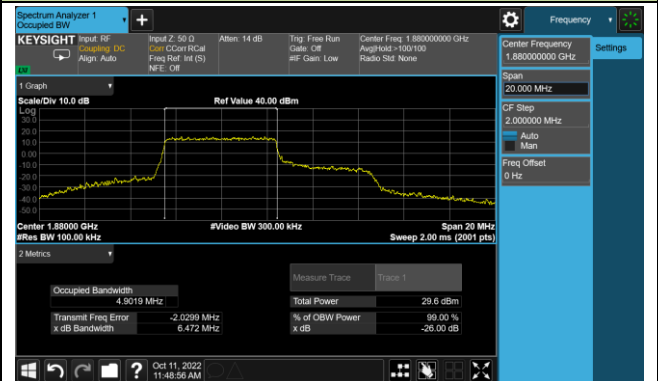 Spectrum Analyzer 1
Occupied BW
Frequency
KEYSIGHT
Input: RF
Coupling: DC
Align: Auto
Input Z: 50 Ω
Corr CCorr RCal
Freq Ref: Int (S)
NFE: Off
Atten: 14 dB
Trig: Free Run
Gate: Off
#IF Gain: Low
Center Freq: 1.880000000 GHz
Avg|Hold:>100/100
Radio Std: None
Center Frequency
1.880000000 GHz
Settings
Span
20.000 MHz
CF Step
2.000000 MHz
Auto
Man
Freq Offset
0 Hz
1 Graph
Scale/Div 10.0 dB
Ref Value 40.00 dBm
Log
30.0
20.0
10.0
0.00
-10.0
-20.0
-30.0
-40.0
-50.0
Center 1.88000 GHz
#Video BW 300.00 kHz
Span 20 MHz
#Res BW 100.00 kHz
Sweep 2.00 ms (2001 pts)
2 Metrics
Measure Trace
Trace 1
Occupied Bandwidth
4.9019 MHz
Total Power
29.6 dBm
Transmit Freq Error
-2.0299 MHz
% of OBW Power
99.00 %
x dB Bandwidth
6.472 MHz
x dB
-26.00 dB
Oct 11, 2022
11:48:56 AM